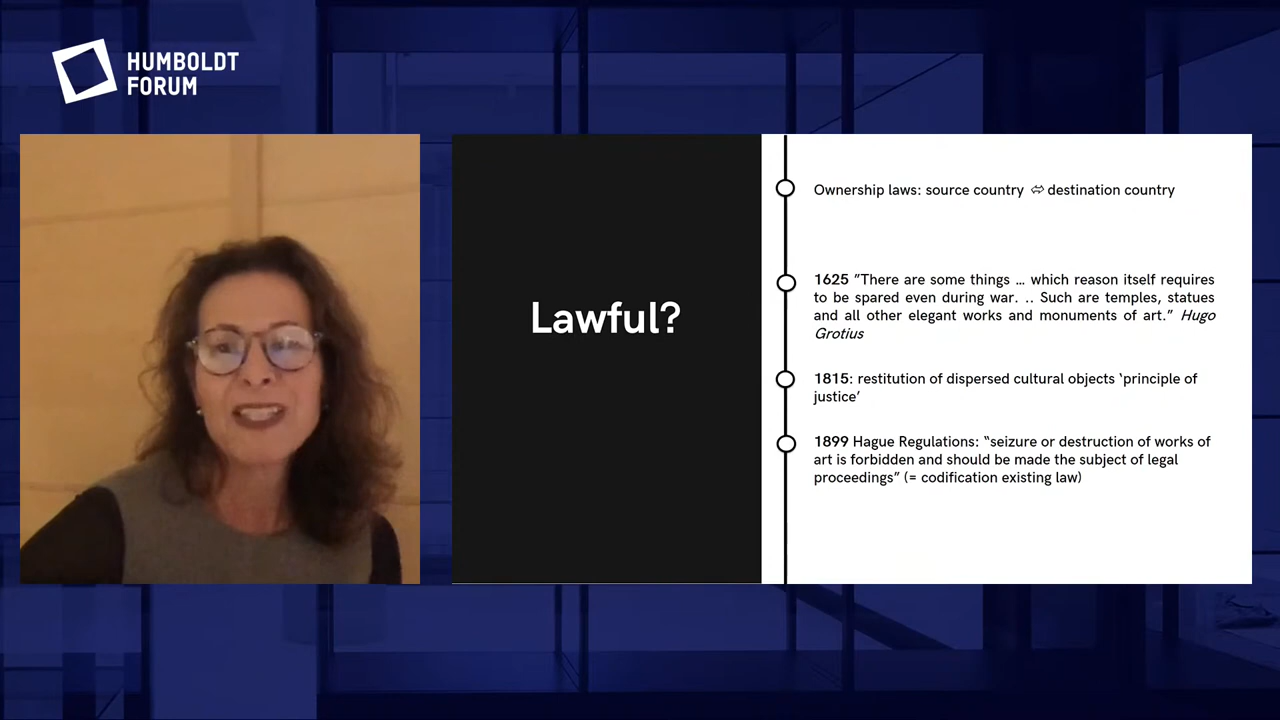 HUMBOLDT
FORUM
Lawful?
Ownership laws: source country ⬄ destination country
1625 ”There are some things … which reason itself requires
to be spared even during war. .. Such are temples, statues
and all other elegant works and monuments of art.” Hugo
Grotius
1815: restitution of dispersed cultural objects ‘principle of
justice’
1899 Hague Regulations: “seizure or destruction of works of
art is forbidden and should be made the subject of legal
proceedings” (= codification existing law)